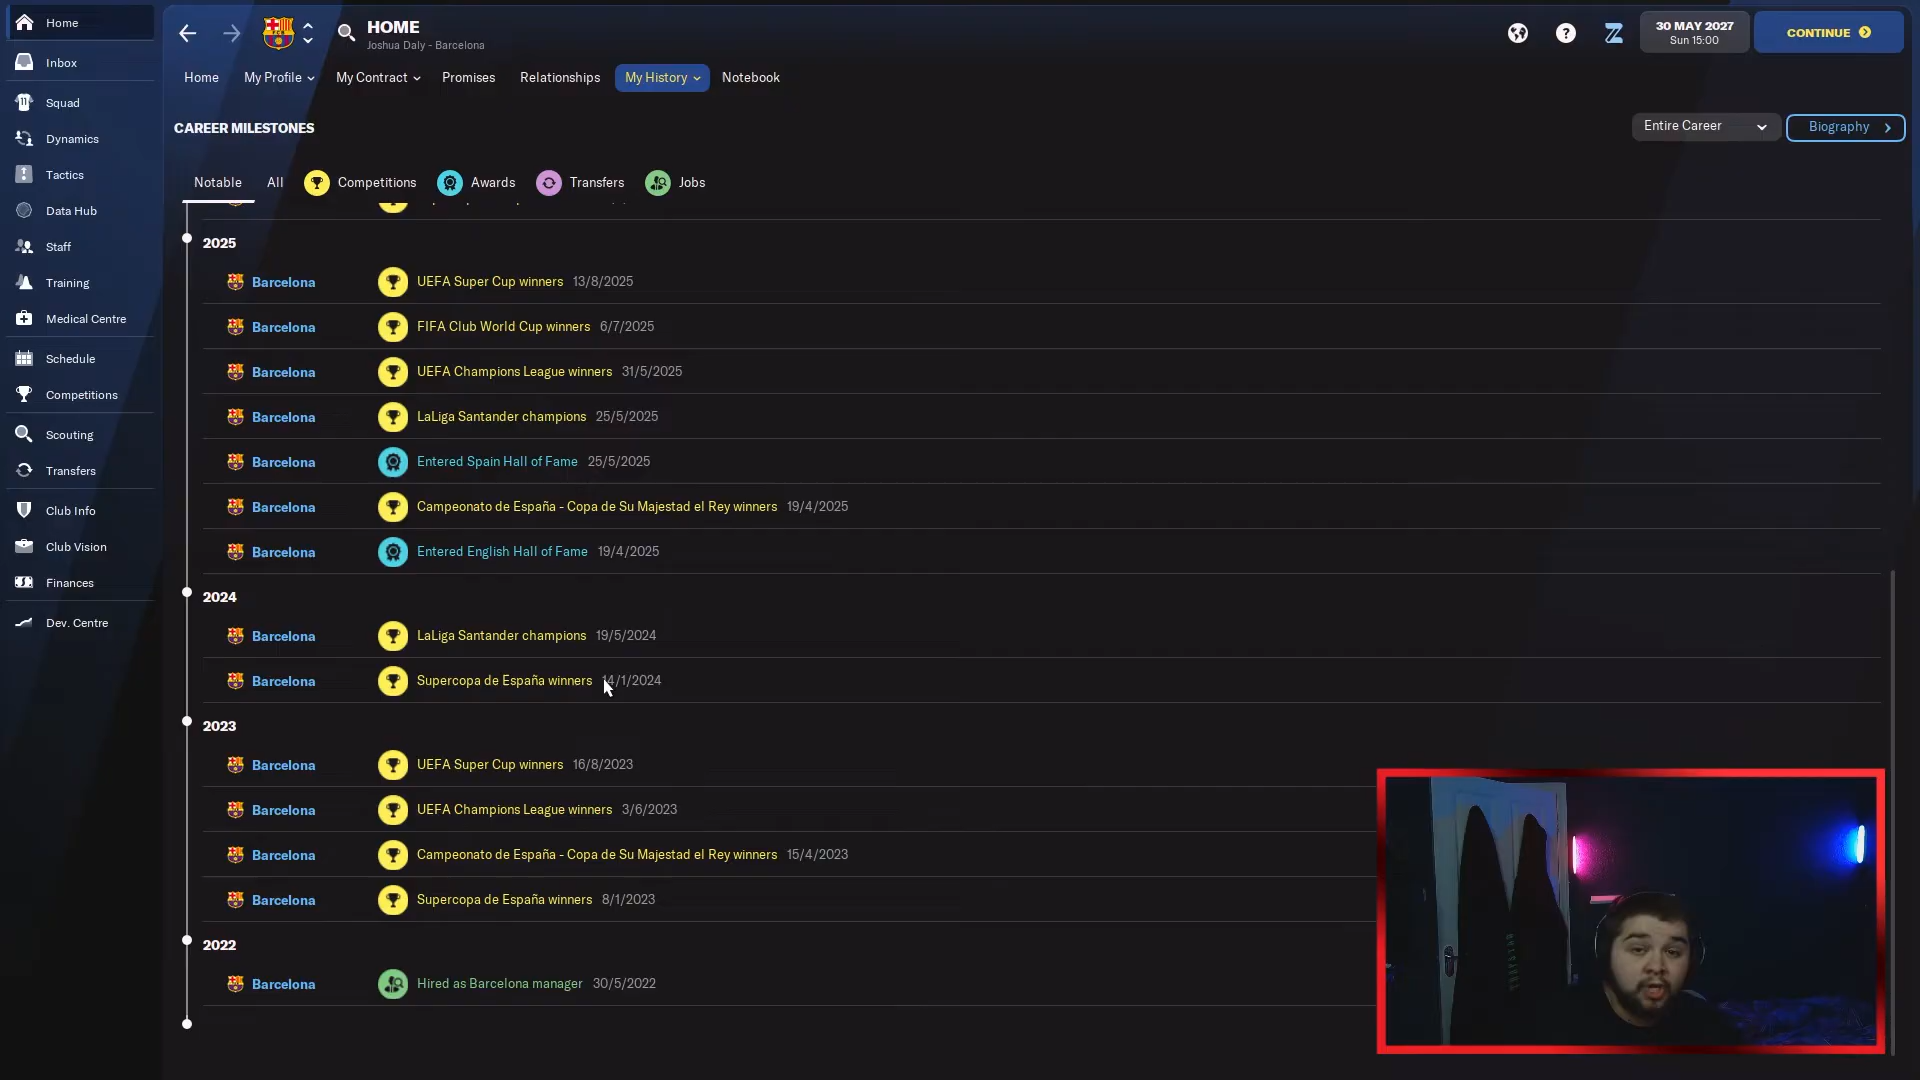 Home
Inbox
Squad
Dynamics
Tactics
Data Hub
Staff
Training
Medical Centre
Schedule
Competitions
Scouting
Transfers
Club Info
Club Vision
Finances
Dev. Centre
HOME
Joshua Daly - Barcelona
30 MAY 2027
Sun 15:00
CONTINUE
Home My Profile My Contract Promises Relationships My History Notebook
CAREER MILESTONES
Entire Career
Biography
Notable All Competitions Awards Transfers Jobs
2025
Barcelona UEFA Super Cup winners 13/8/2025
Barcelona FIFA Club World Cup winners 6/7/2025
Barcelona UEFA Champions League winners 31/5/2025
Barcelona LaLiga Santander champions 25/5/2025
Barcelona Entered Spain Hall of Fame 25/5/2025
Barcelona Campeonato de España - Copa de Su Majestad el Rey winners 19/4/2025
Barcelona Entered English Hall of Fame 19/4/2025
2024
Barcelona LaLiga Santander champions 19/5/2024
Barcelona Supercopa de España winners 14/1/2024
2023
Barcelona UEFA Super Cup winners 16/8/2023
Barcelona UEFA Champions League winners 3/6/2023
Barcelona Campeonato de España - Copa de Su Majestad el Rey winners 15/4/2023
Barcelona Supercopa de España winners 8/1/2023
2022
Barcelona Hired as Barcelona manager 30/5/2022